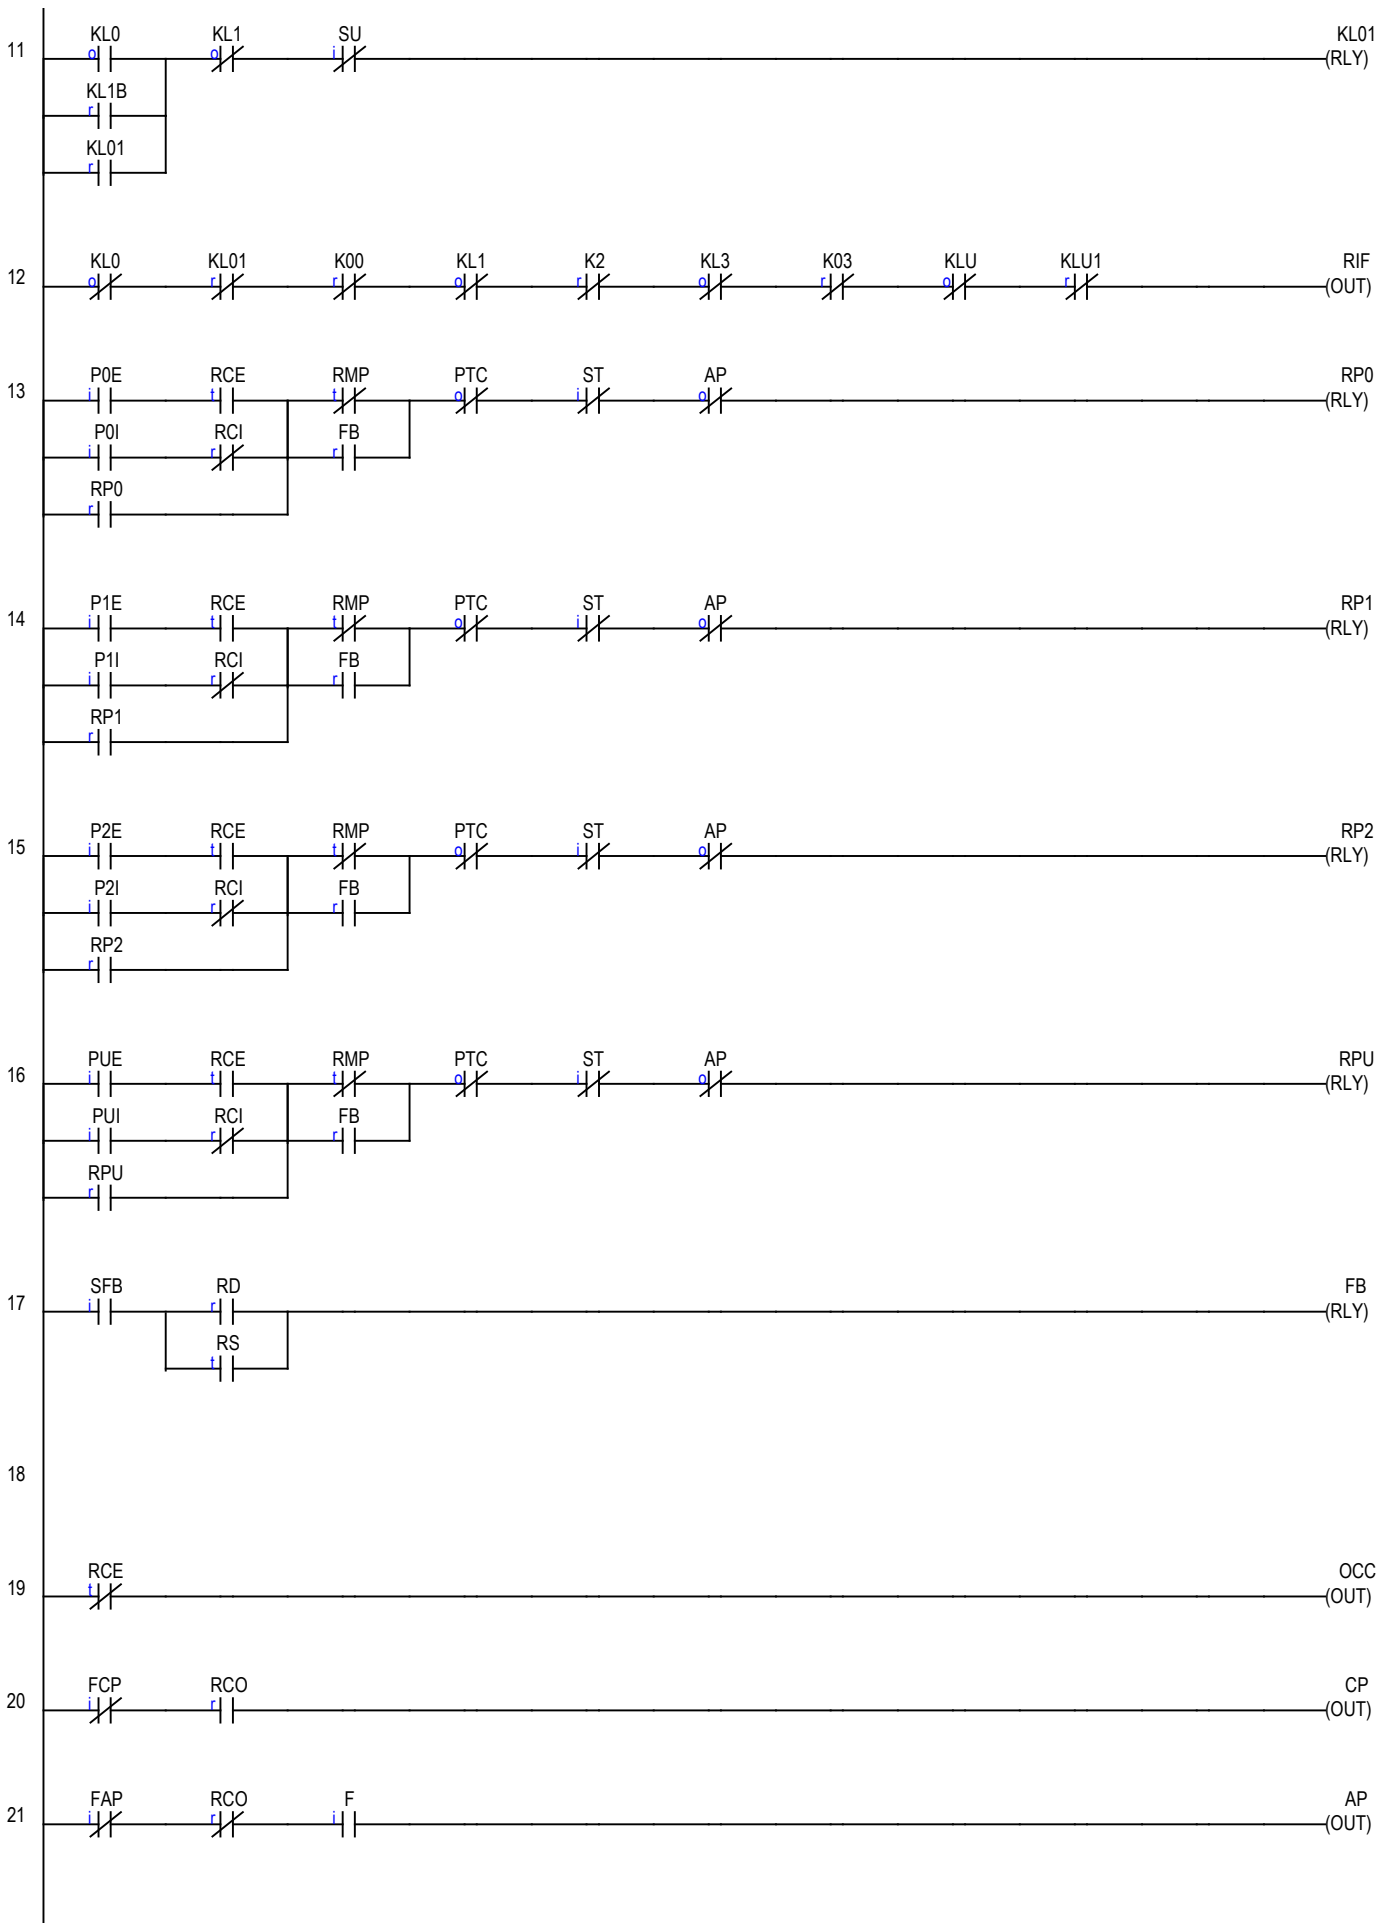 KL0 KL1 SU KL01
11 o o i (RLY)
KL1B
r
KL01
r
KL0 KL01 K00 KL1 K2 KL3 K03 KLU KLU1 RIF
12 o r r o r o r o r (OUT)
P0E RCE RMP PTC ST AP RP0
13 i t t o i o (RLY)
P0I RCI FB
i r r
RP0
r
P1E RCE RMP PTC ST AP RP1
14 i t t o i o (RLY)
P1I RCI FB
i r r
RP1
r
P2E RCE RMP PTC ST AP RP2
15 i t t o i o (RLY)
P2I RCI FB
i r r
RP2
r
PUE RCE RMP PTC ST AP RPU
16 i t t o i o (RLY)
PUI RCI FB
i r r
RPU
r
SFB RD FB
17 i r (RLY)
RS
t
18
RCE OCC
19 t (OUT)
FCP RCO CP
20 i r (OUT)
FAP RCO F AP
21 i r i (OUT)